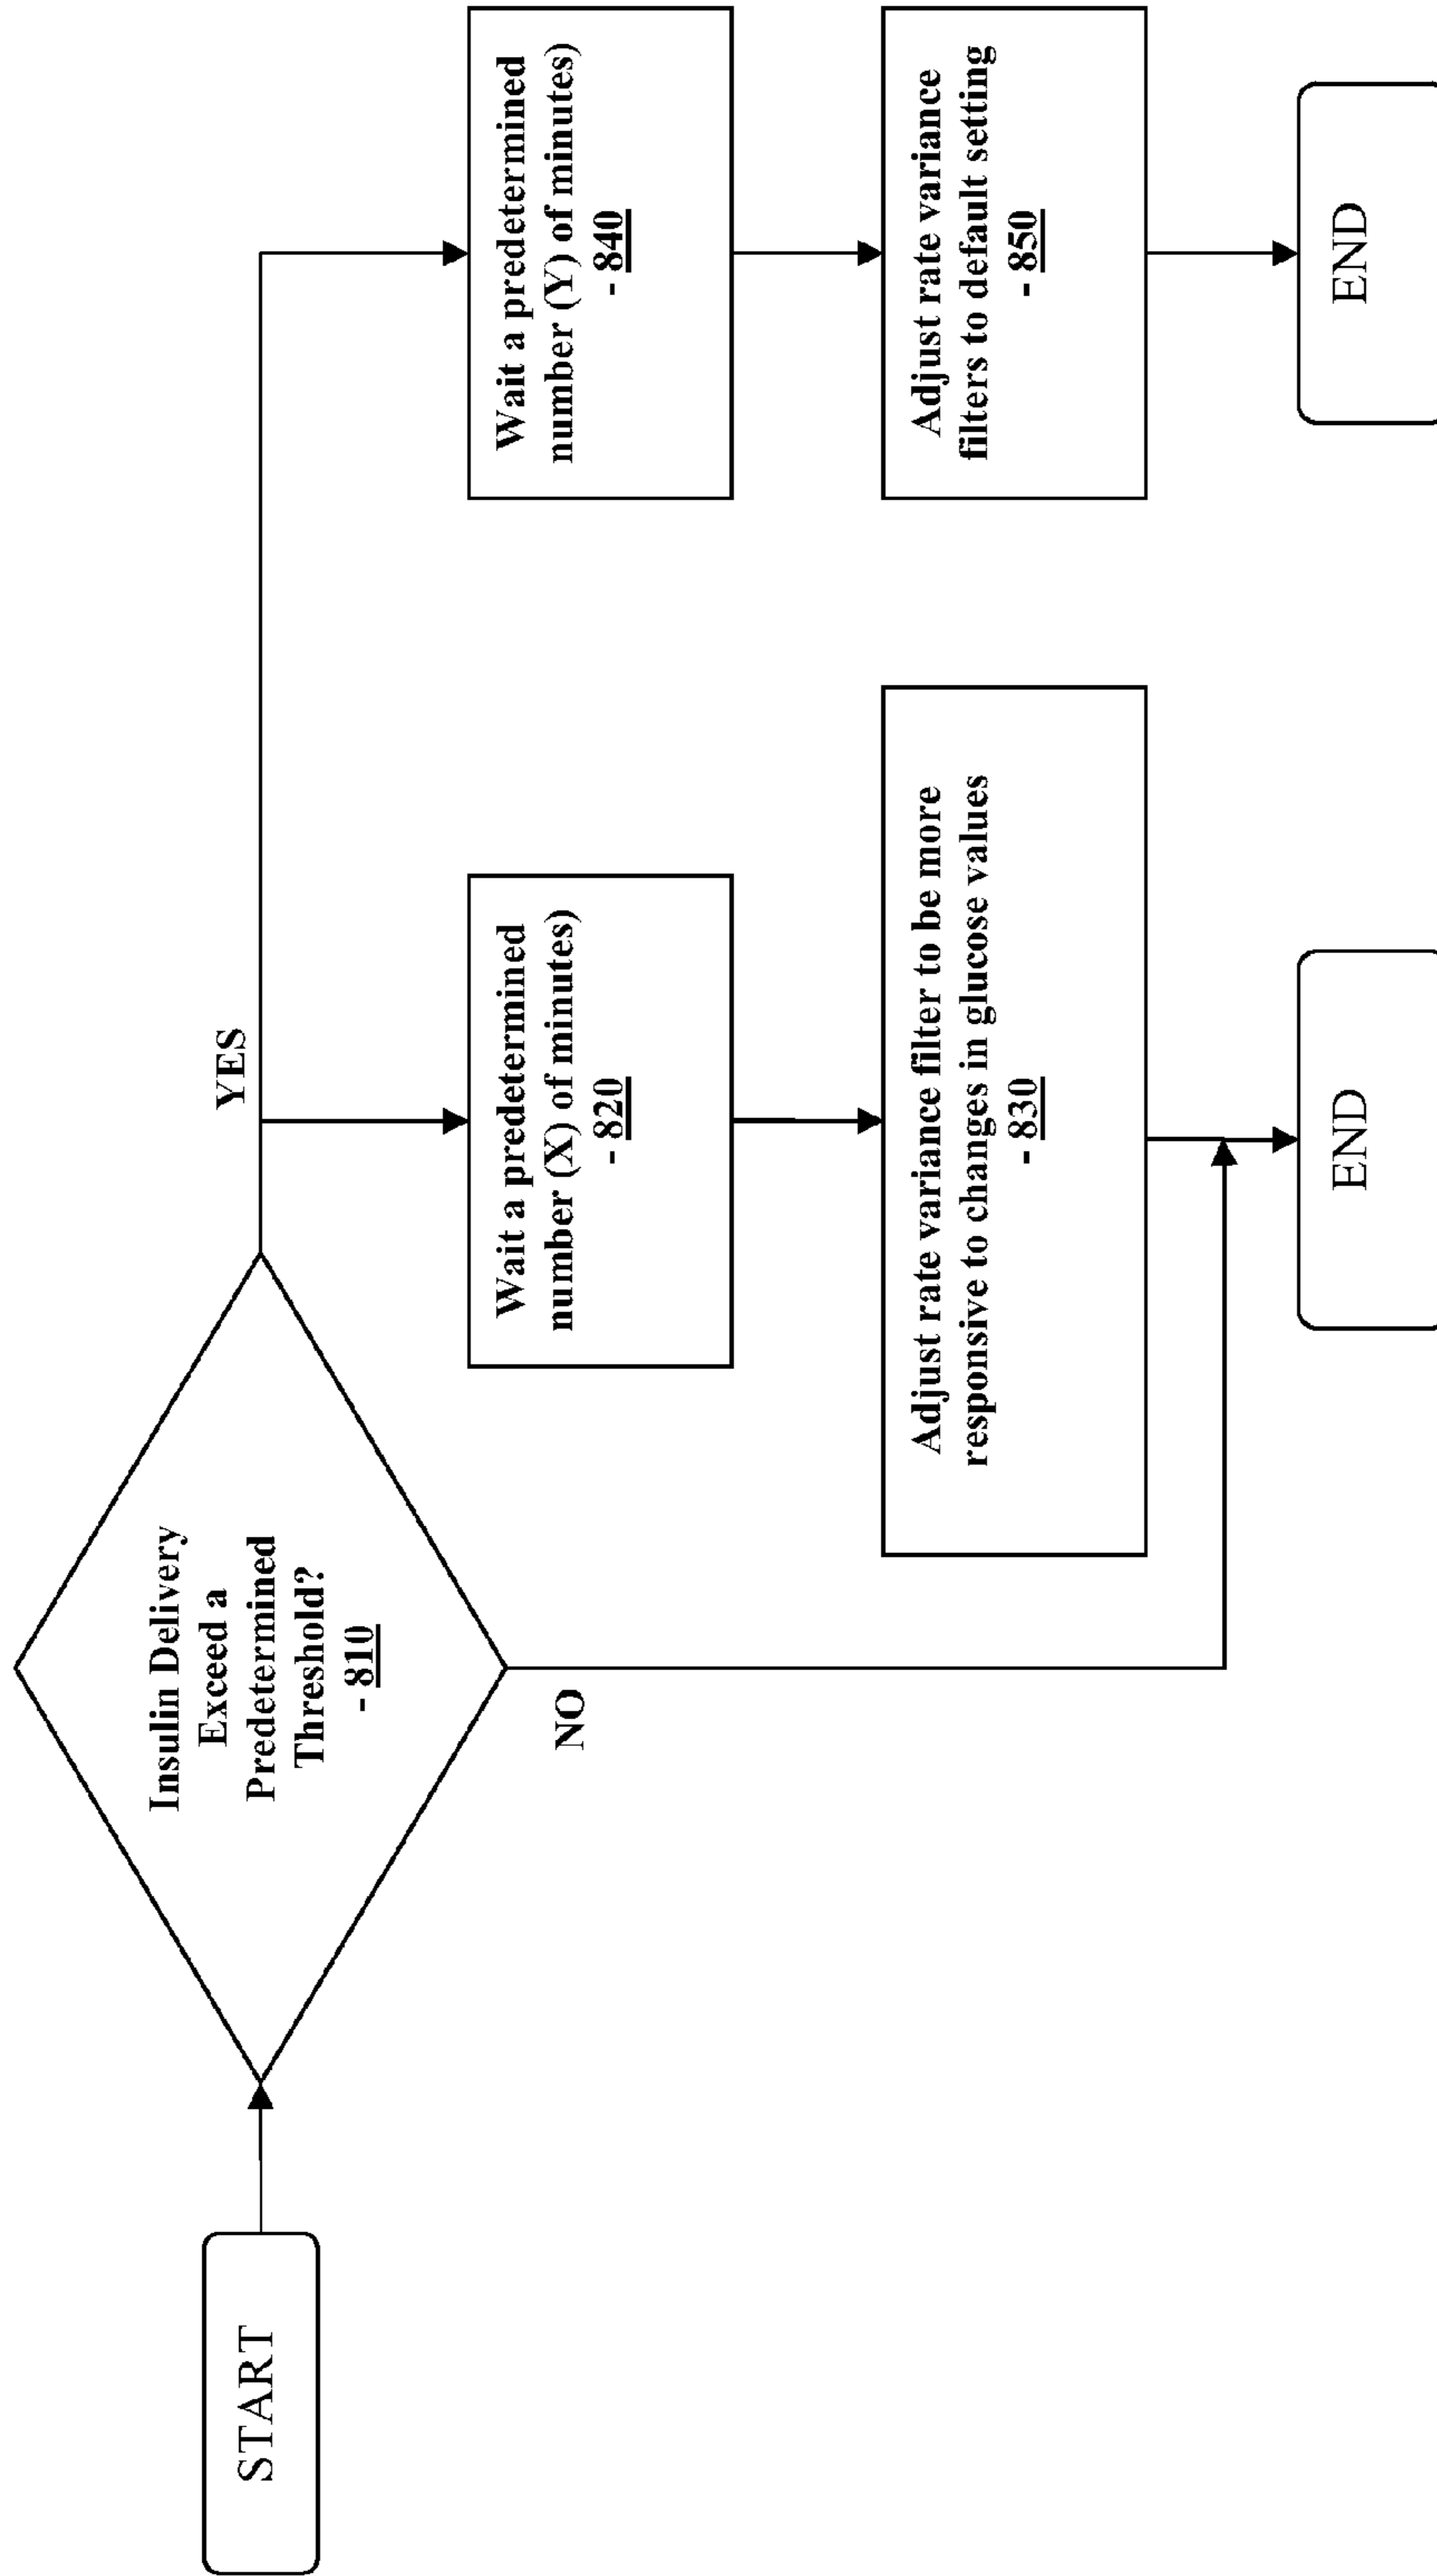 START
Insulin Delivery
Exceed a
Predetermined
Threshold?
- 810
YES
NO
Wait a predetermined
number (X) of minutes)
- 820
Adjust rate variance filter to be more
responsive to changes in glucose values
- 830
END
Wait a predetermined
number (Y) of minutes)
- 840
Adjust rate variance
filters to default setting
- 850
END